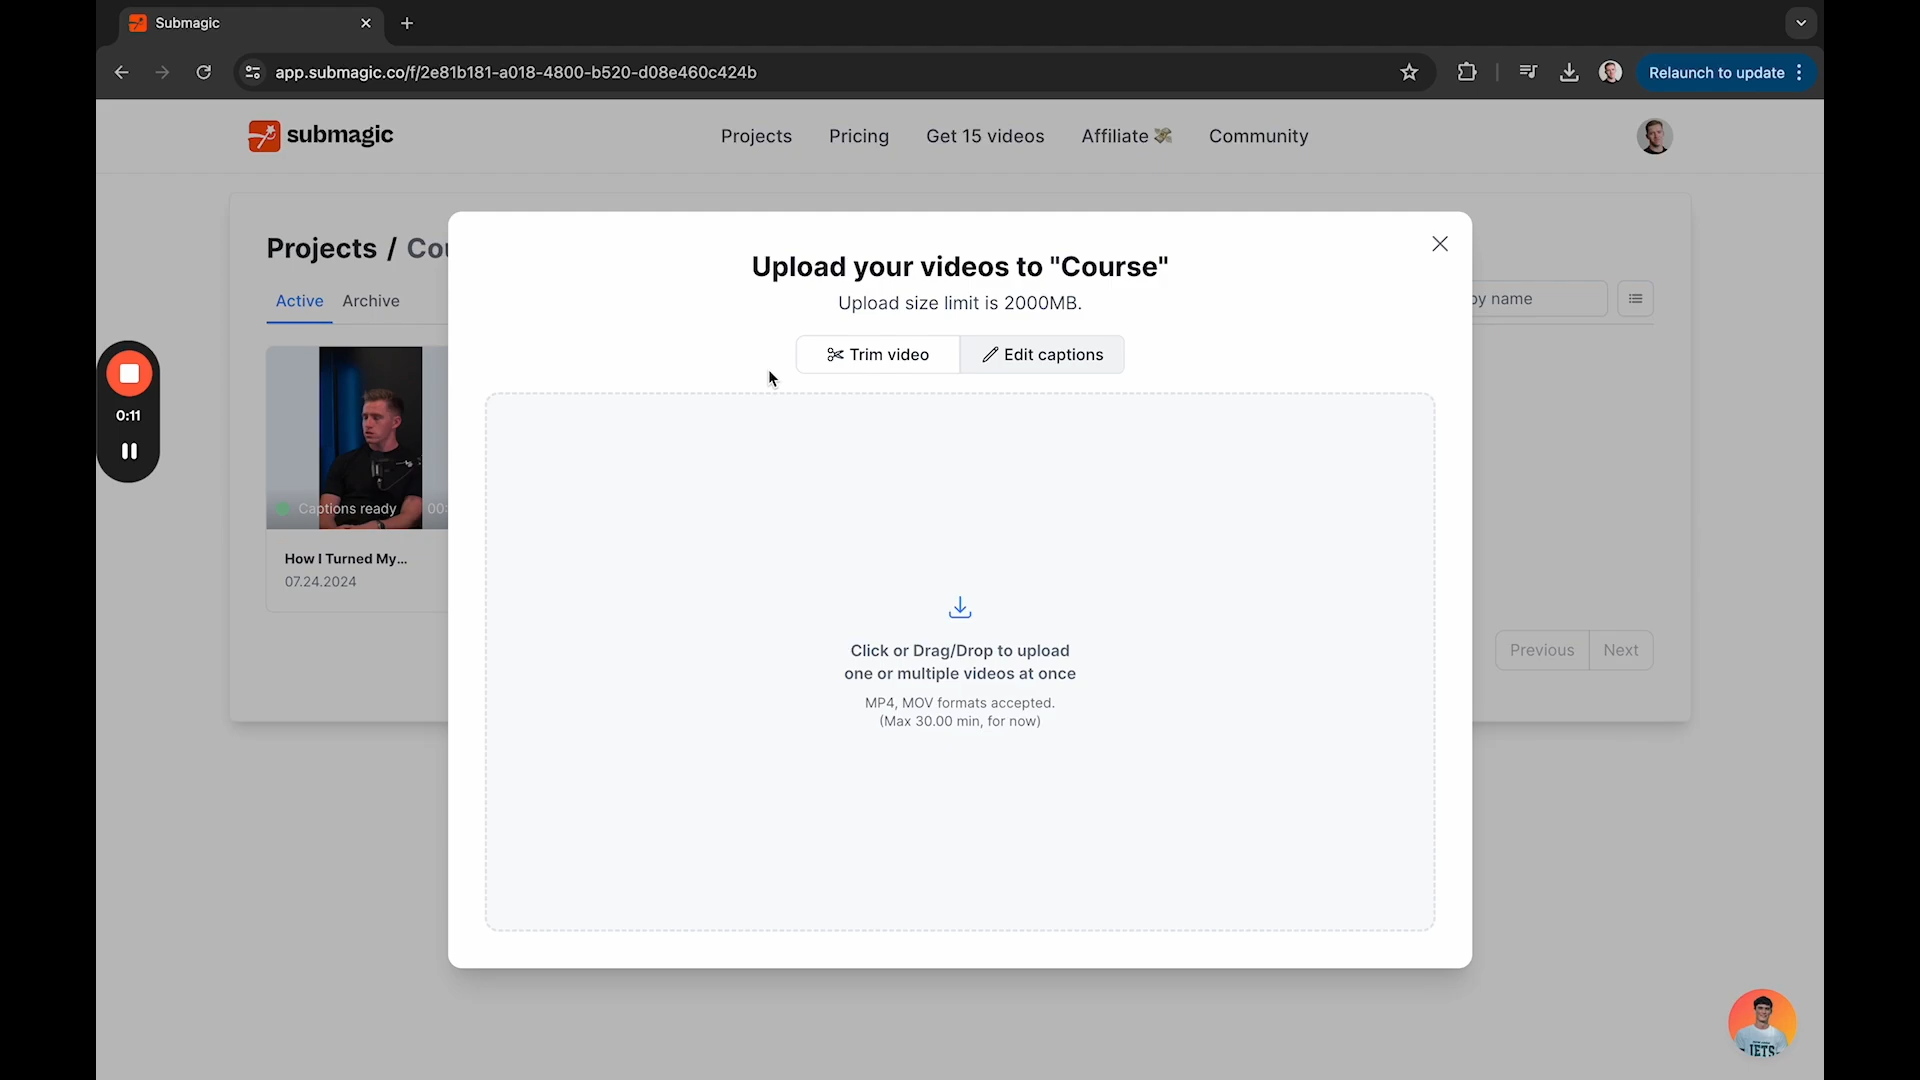 Submagic
app.submagic.co/f/2e81b181-a018-4800-b520-d08e460c424b
Relaunch to update
submagic
Projects
Pricing
Get 15 videos
Affiliate 💸
Community
Projects / Cou
Active
Archive
by name
Upload your videos to "Course"
Upload size limit is 2000MB.
Trim video
Edit captions
0:11
Captions ready
00:
How I Turned My...
07.24.2024
Click or Drag/Drop to upload
one or multiple videos at once
MP4, MOV formats accepted.
(Max 30.00 min, for now)
Previous
Next
JETS